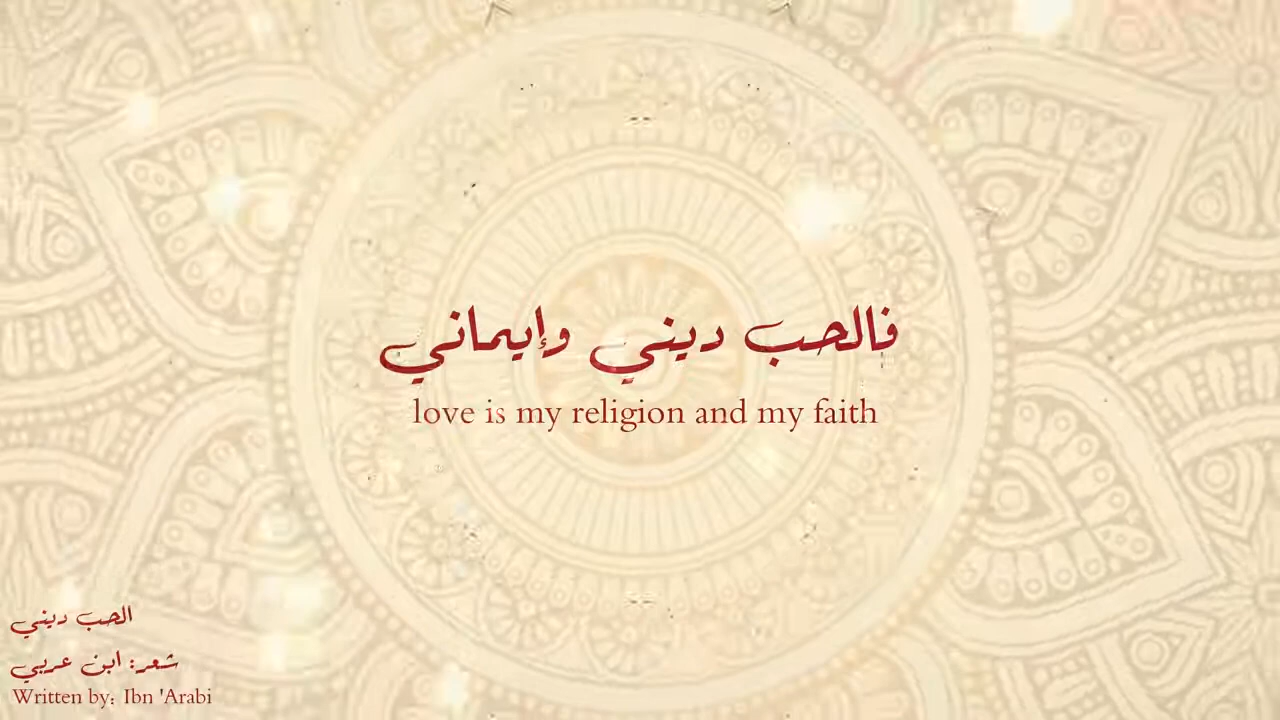 فالحب ديني وإيماني
love is my religion and my faith
الحب ديني
شعر: ابن عربي
Written by: Ibn 'Arabi